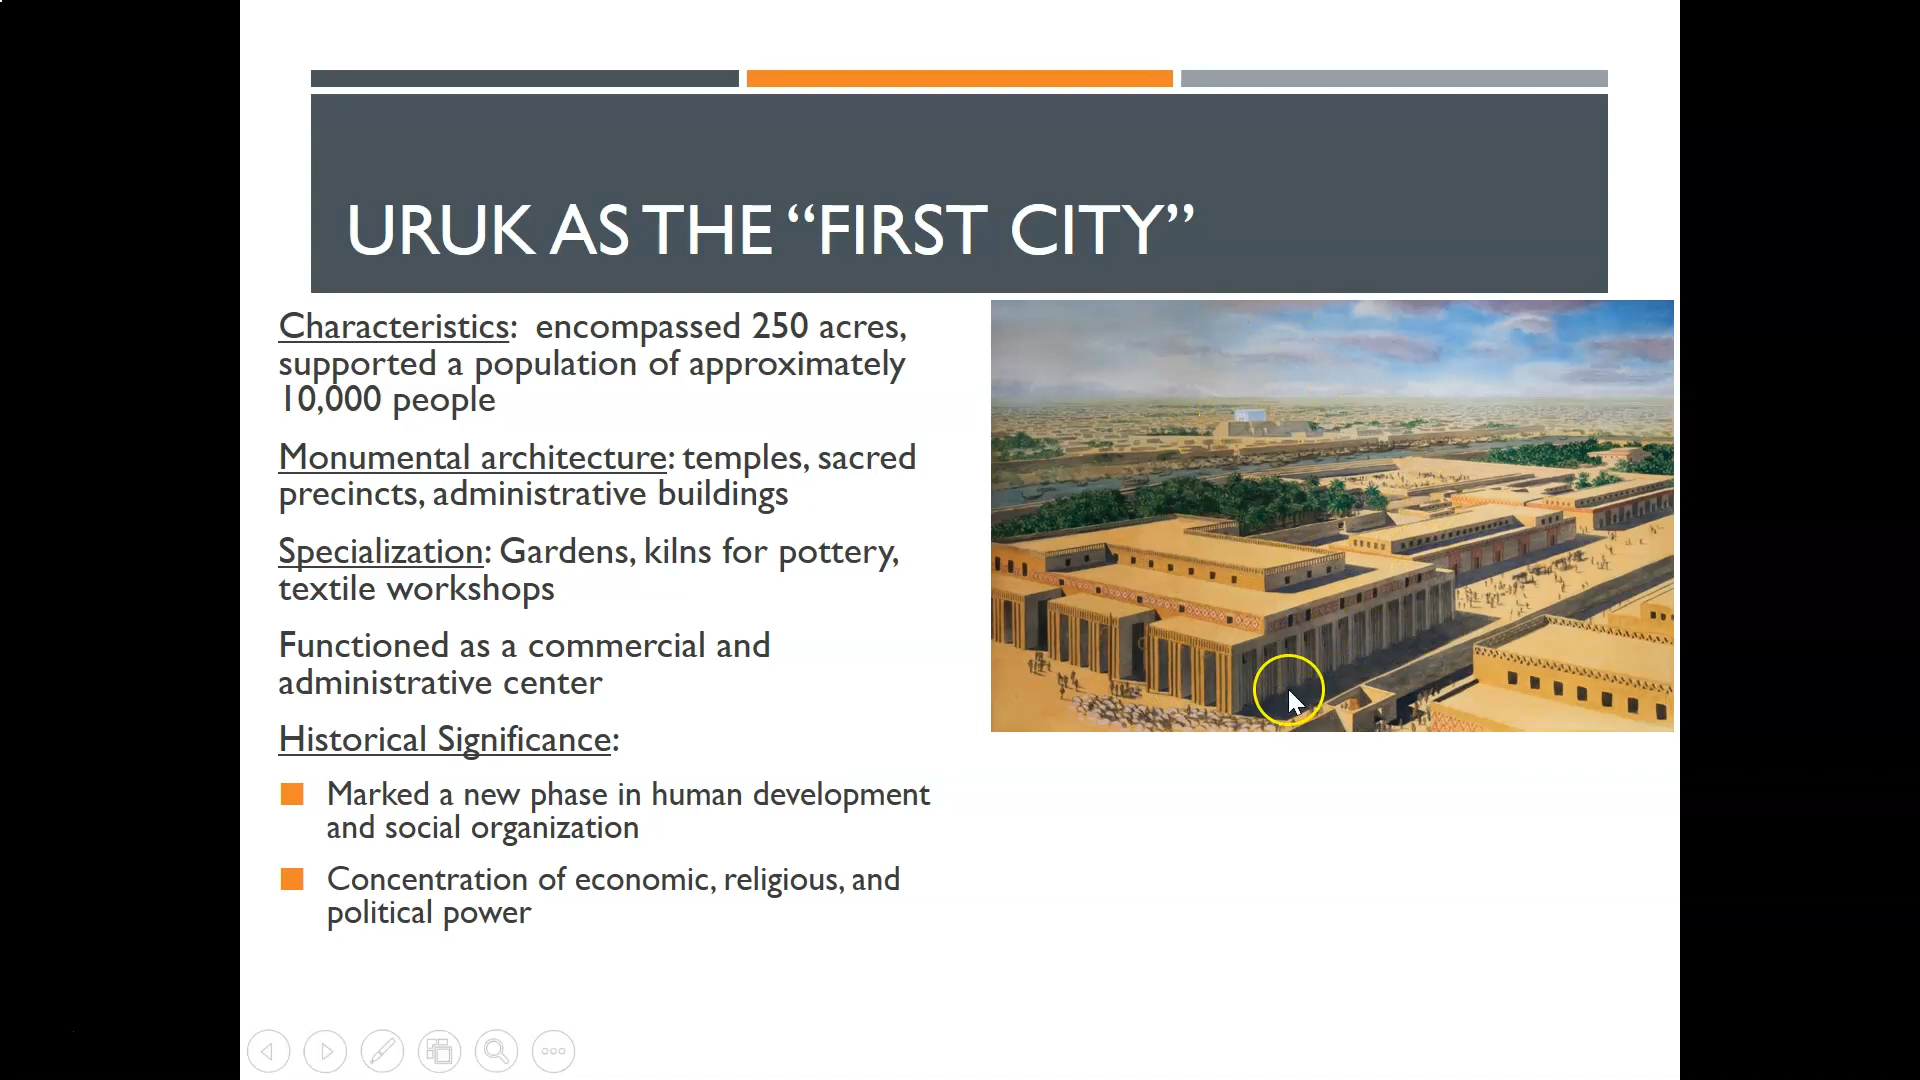 URUK AS THE “FIRST CITY”
Characteristics:  encompassed 250 acres,
supported a population of approximately
10,000 people
Monumental architecture: temples, sacred
precincts, administrative buildings
Specialization: Gardens, kilns for pottery,
textile workshops
Functioned as a commercial and
administrative center
Historical Significance:
Marked a new phase in human development
and social organization
Concentration of economic, religious, and
political power